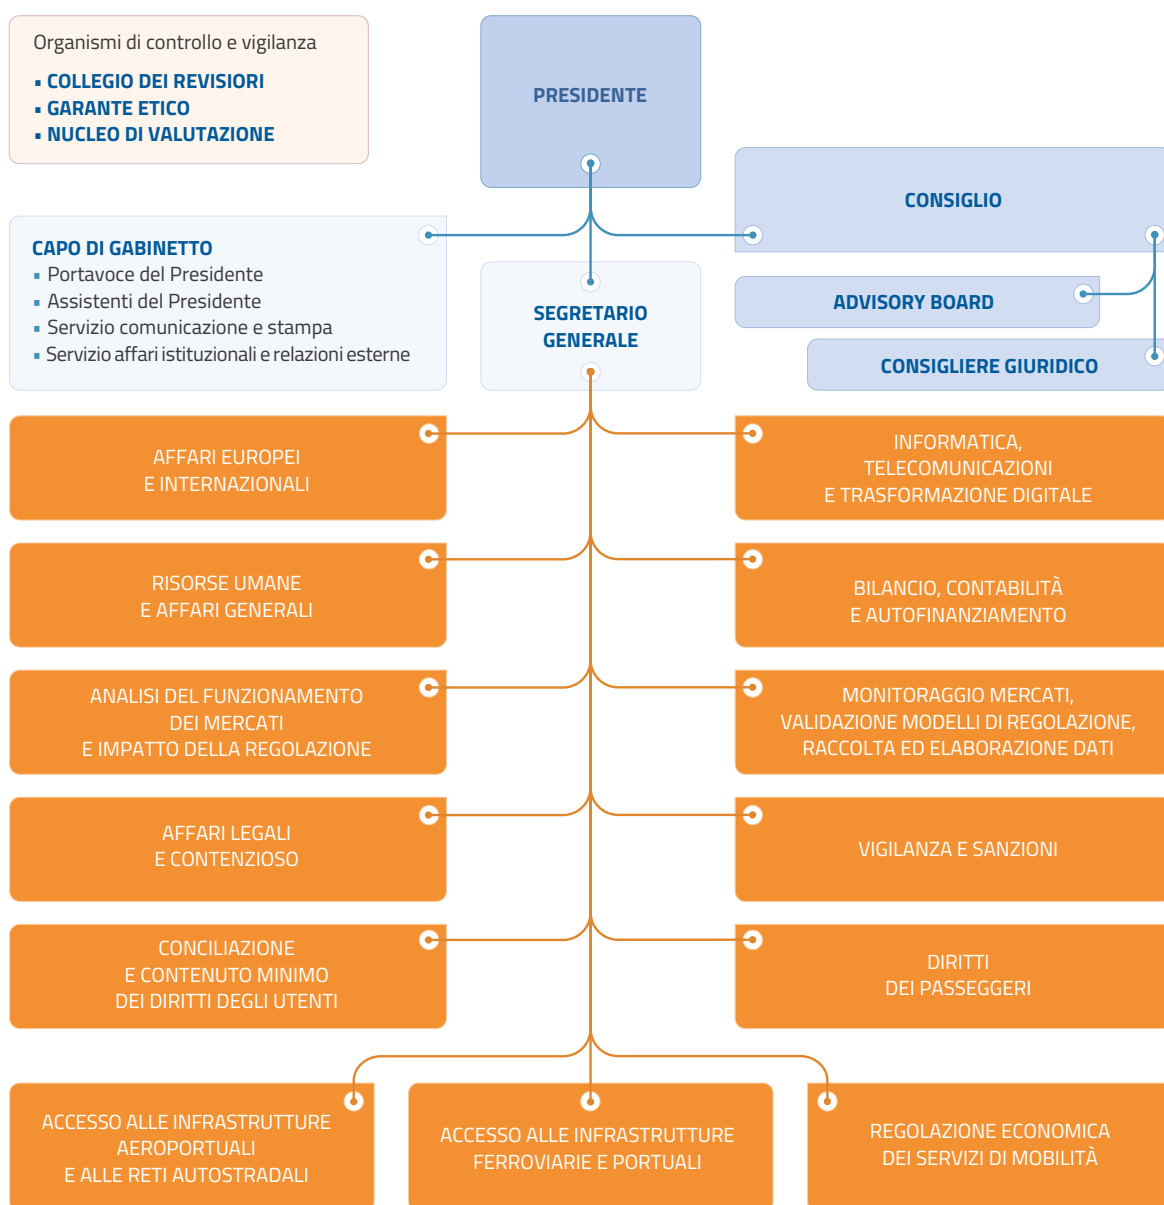 Organismi di controllo e vigilanza
▪ COLLEGIO DEI REVISIORI
▪ GARANTE ETICO
▪ NUCLEO DI VALUTAZIONE
PRESIDENTE
CONSIGLIO
CAPO DI GABINETTO
▪ Portavoce del Presidente
▪ Assistenti del Presidente
▪ Servizio comunicazione e stampa
▪ Servizio affari istituzionali e relazioni esterne
SEGRETARIO
GENERALE
ADVISORY BOARD
CONSIGLIERE GIURIDICO
AFFARI EUROPEI
E INTERNAZIONALI
INFORMATICA,
TELECOMUNICAZIONI
E TRASFORMAZIONE DIGITALE
RISORSE UMANE
E AFFARI GENERALI
BILANCIO, CONTABILITÀ
E AUTOFINANZIAMENTO
ANALISI DEL FUNZIONAMENTO
DEI MERCATI
E IMPATTO DELLA REGOLAZIONE
MONITORAGGIO MERCATI,
VALIDAZIONE MODELLI DI REGOLAZIONE,
RACCOLTA ED ELABORAZIONE DATI
AFFARI LEGALI
E CONTENZIOSO
VIGILANZA E SANZIONI
CONCILIAZIONE
E CONTENUTO MINIMO
DEI DIRITTI DEGLI UTENTI
DIRITTI
DEI PASSEGGERI
ACCESSO ALLE INFRASTRUTTURE
AEROPORTUALI
E ALLE RETI AUTOSTRADALI
ACCESSO ALLE INFRASTRUTTURE
FERROVIARIE E PORTUALI
REGOLAZIONE ECONOMICA
DEI SERVIZI DI MOBILITÀ